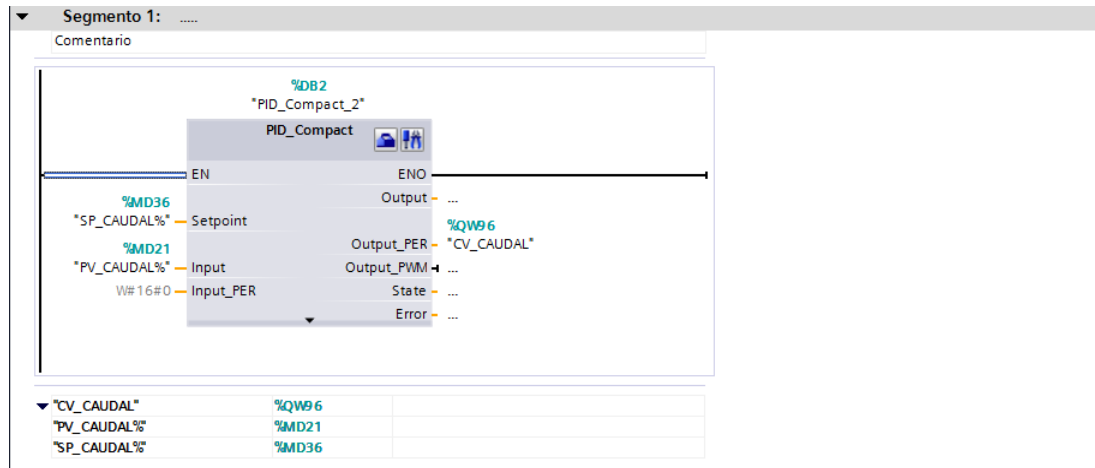 Segmento 1: .....
Comentario
%DB2
"PID_Compact_2"
PID_Compact
EN ENO
%MD36
"SP_CAUDAL%" Setpoint
Output ...
%QW96
Output_PER "CV_CAUDAL"
%MD21
"PV_CAUDAL%" Input
Output_PWM ...
W#16#0 Input_PER
State ...
Error ...
"CV_CAUDAL" %QW96
"PV_CAUDAL%" %MD21
"SP_CAUDAL%" %MD36